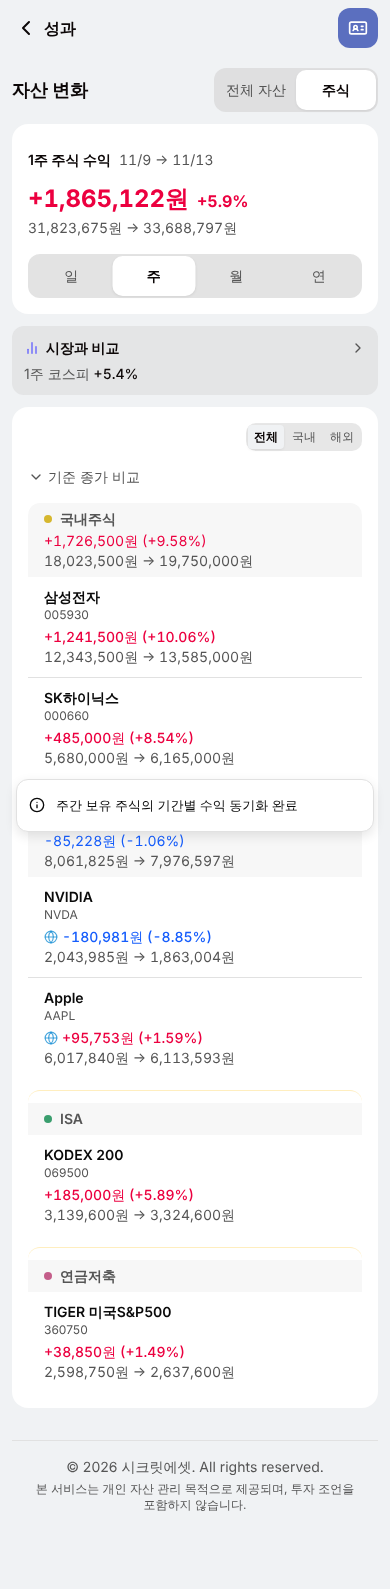 성과
자산 변화
전체 자산 주식
1주 주식 수익 11/9 → 11/13
+1,865,122원 +5.9%
31,823,675원 → 33,688,797원
일 주 월 연
시장과 비교
1주 코스피 +5.4%
전체 국내 해외
기준 종가 비교
국내주식
+1,726,500원 (+9.58%)
18,023,500원 → 19,750,000원
삼성전자
005930
+1,241,500원 (+10.06%)
12,343,500원 → 13,585,000원
SK하이닉스
000660
+485,000원 (+8.54%)
5,680,000원 → 6,165,000원
주간 보유 주식의 기간별 수익 동기화 완료
-85,228원 (-1.06%)
8,061,825원 → 7,976,597원
NVIDIA
NVDA
-180,981원 (-8.85%)
2,043,985원 → 1,863,004원
Apple
AAPL
+95,753원 (+1.59%)
6,017,840원 → 6,113,593원
ISA
KODEX 200
069500
+185,000원 (+5.89%)
3,139,600원 → 3,324,600원
연금저축
TIGER 미국S&P500
360750
+38,850원 (+1.49%)
2,598,750원 → 2,637,600원
© 2026 시크릿에셋. All rights reserved.
본 서비스는 개인 자산 관리 목적으로 제공되며, 투자 조언을
포함하지 않습니다.